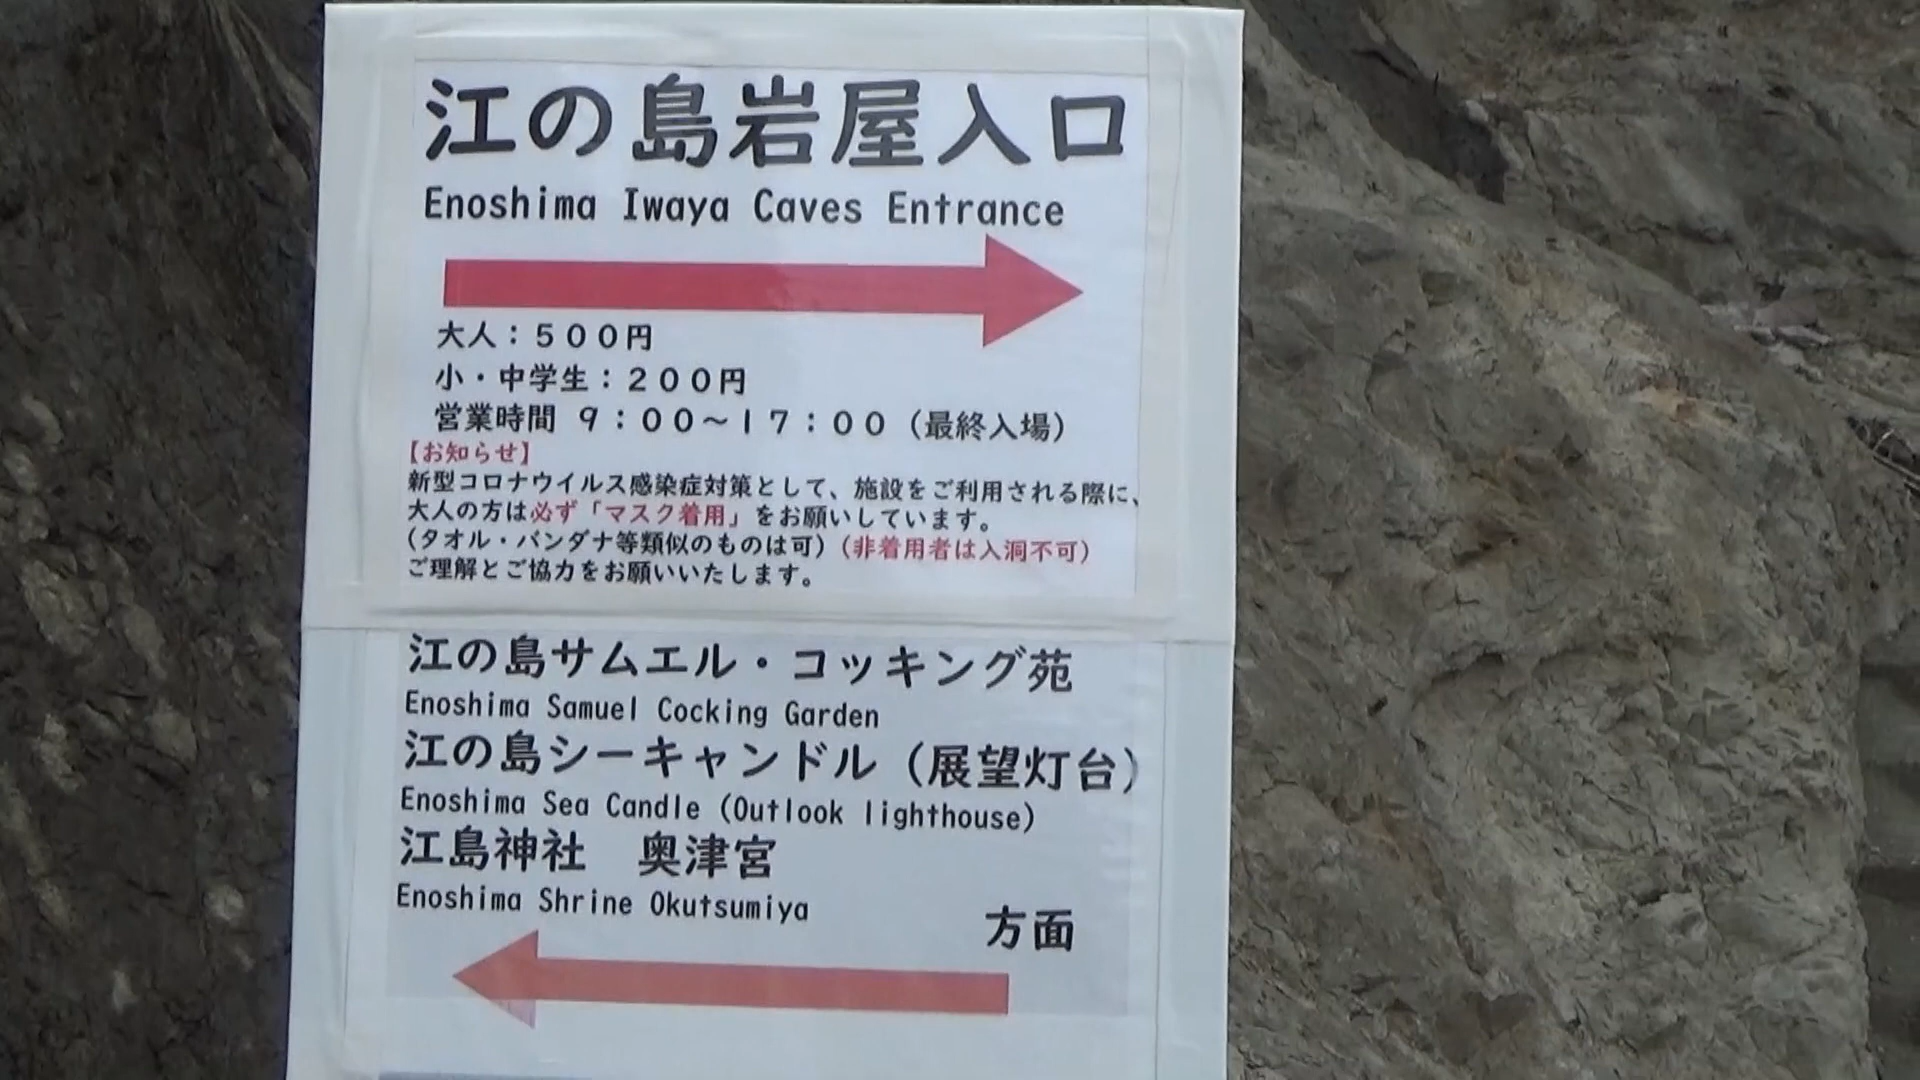 江の島岩屋入口
Enoshima Iwaya Caves Entrance
大人：５００円
小・中学生：２００円
営業時間 ９：００～１７：００（最終入場）
【お知らせ】
新型コロナウイルス感染症対策として、施設をご利用される際に、
大人の方は必ず「マスク着用」をお願いしています。
（タオル・バンダナ等類似のものは可）（非着用者は入洞不可）
ご理解とご協力をお願いいたします。
江の島サムエル・コッキング苑
Enoshima Samuel Cocking Garden
江の島シーキャンドル（展望灯台）
Enoshima Sea Candle (Outlook lighthouse)
江島神社　奥津宮
Enoshima Shrine Okutsumiya
方面